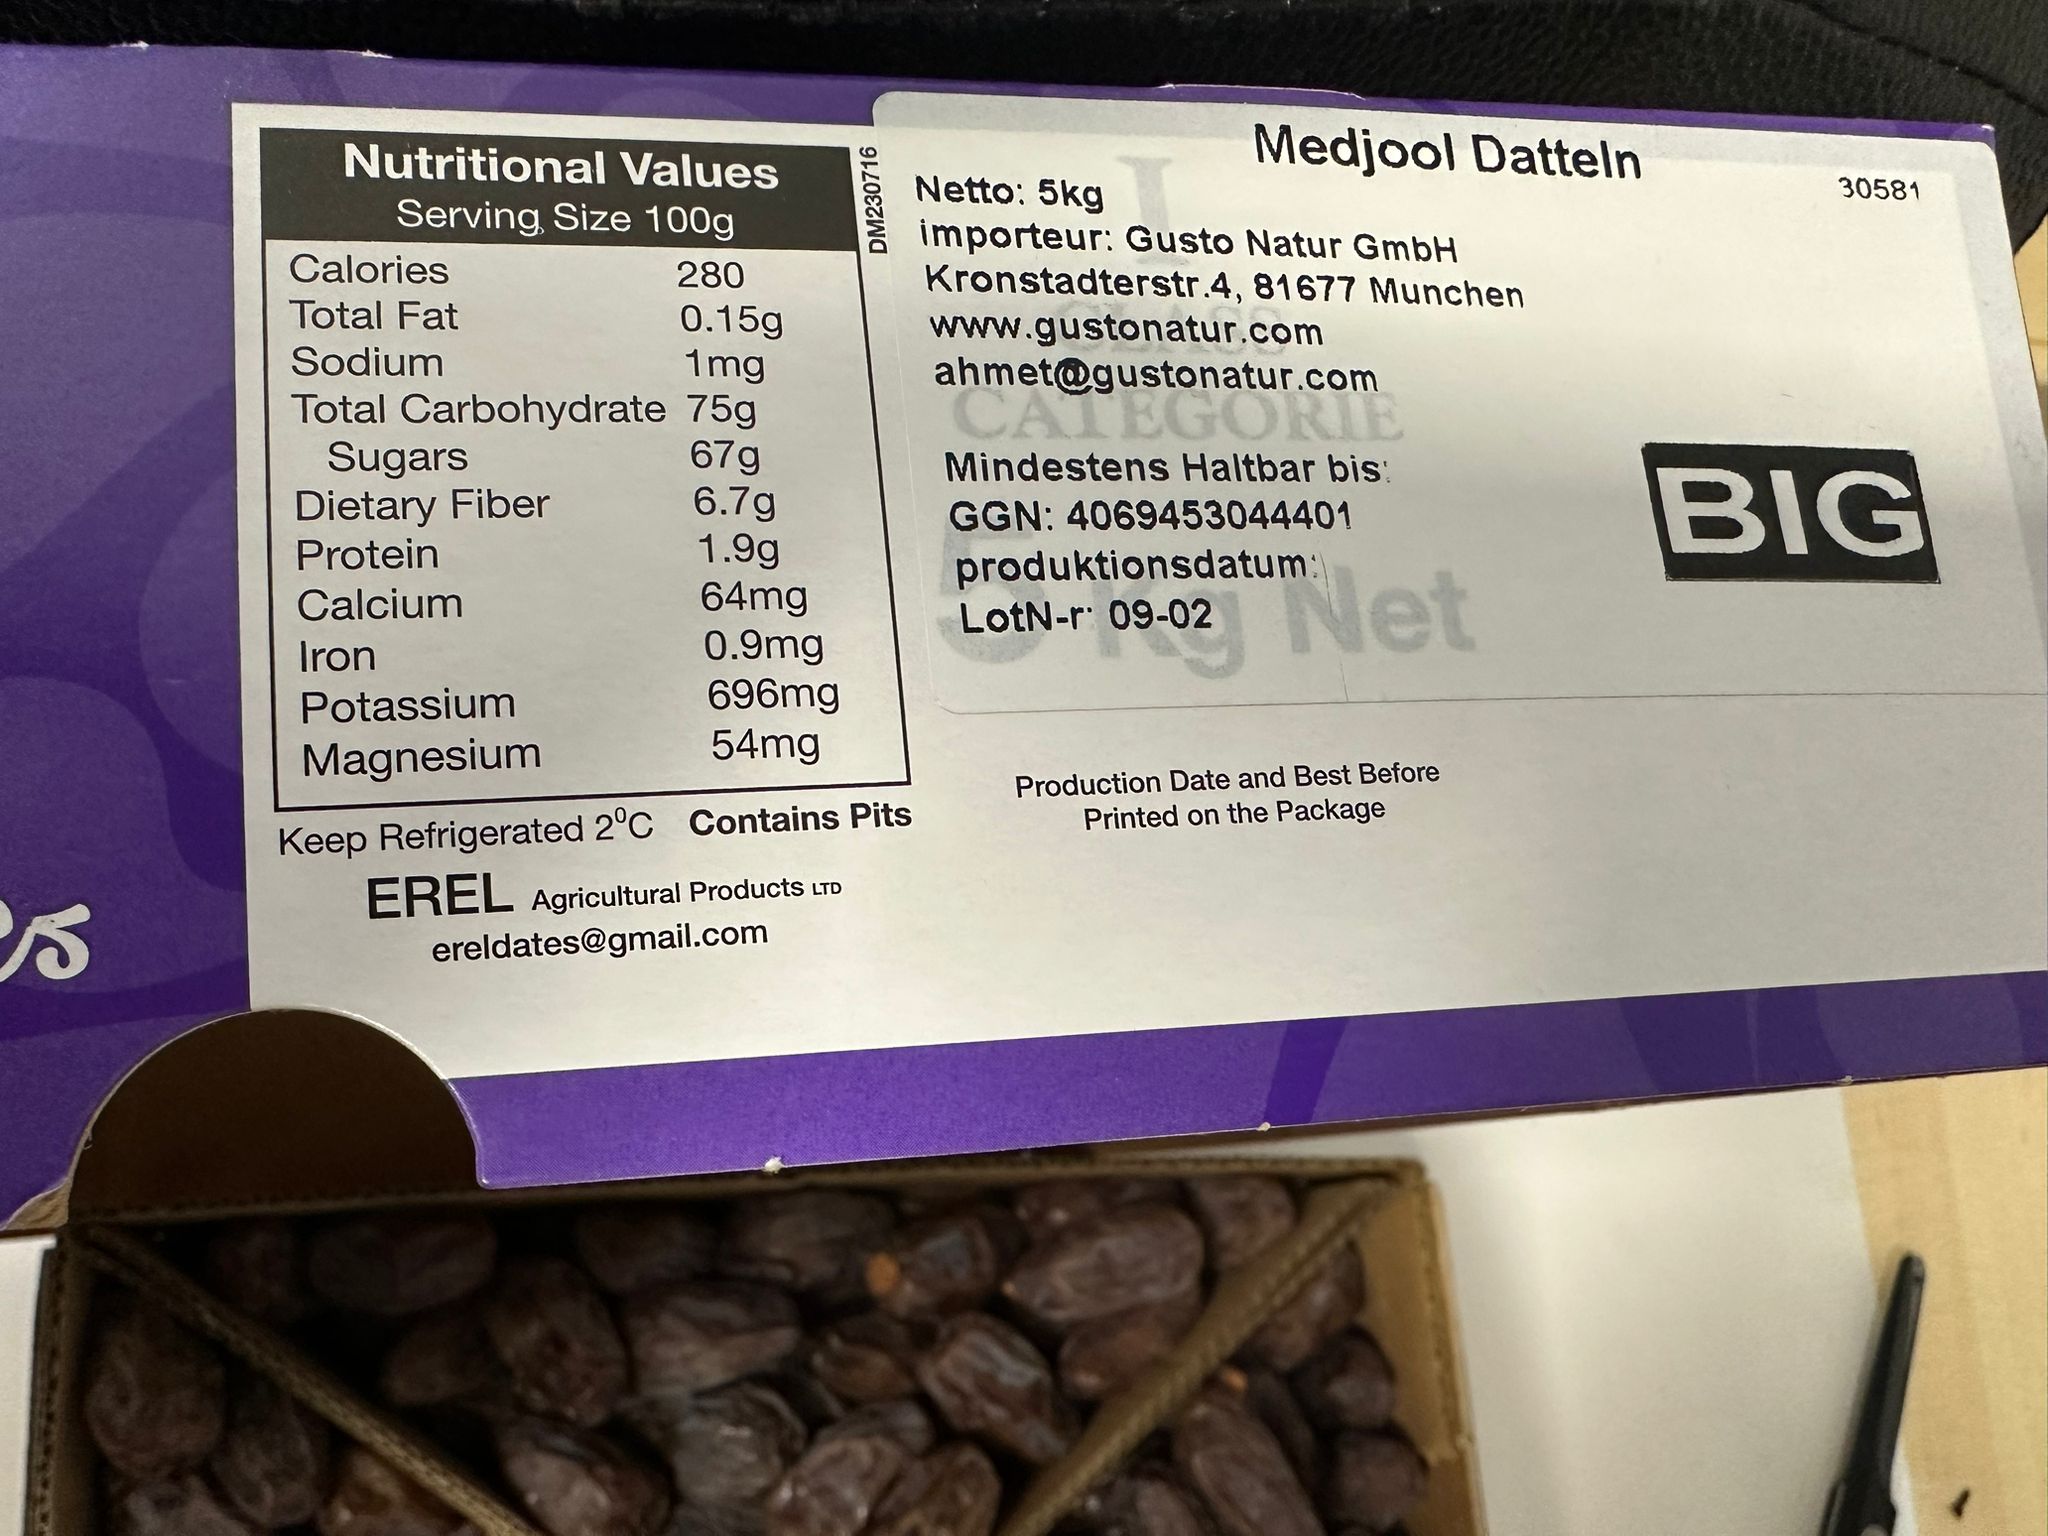 Nutritional Values
Serving Size 100g
Calories 280
Total Fat 0.15g
Sodium 1mg
Total Carbohydrate 75g
Sugars 67g
Dietary Fiber 6.7g
Protein 1.9g
Calcium 64mg
Iron 0.9mg
Potassium 696mg
Magnesium 54mg
Keep Refrigerated 2⁰C Contains Pits
EREL Agricultural Products LTD
ereldates@gmail.com
DM230716
Medjool Datteln
30581
Netto: 5kg
importeur: Gusto Natur GmbH
Kronstadterstr.4, 81677 Munchen
www.gustonatur.com
ahmet@gustonatur.com
Mindestens Haltbar bis:
GGN: 4069453044401
produktionsdatum:
LotN-r: 09-02
BIG
I
CLASS
CATEGORIE
5 Kg Net
Production Date and Best Before
Printed on the Package